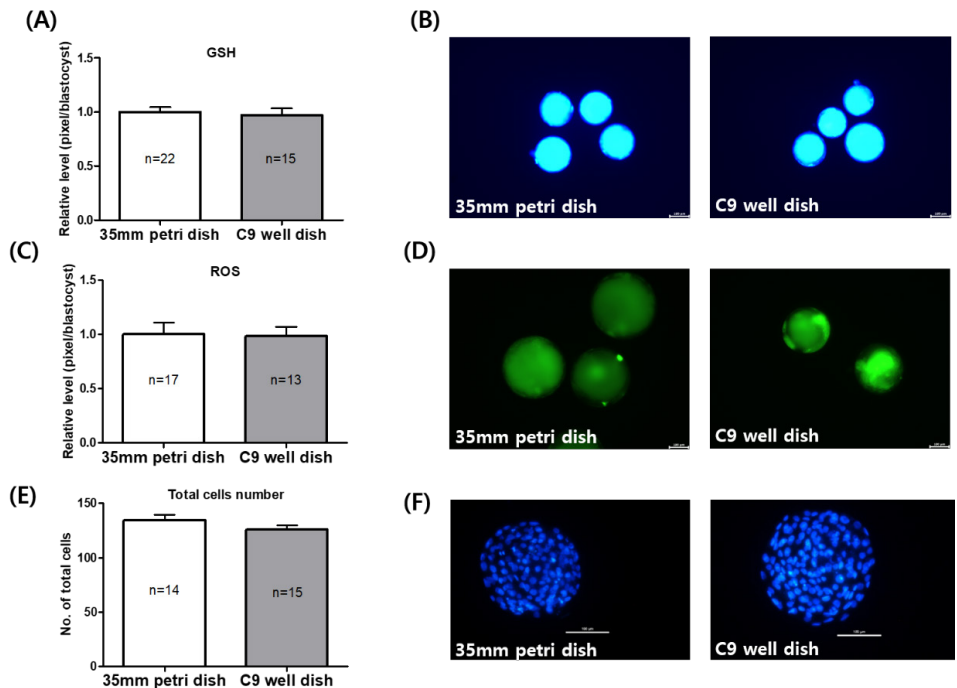 (A)
GSH
Relative level (pixel/blastocyst)
1.5
1.0
0.5
0.0
n=22
n=15
35mm petri dish
C9 well dish
(B)
35mm petri dish
C9 well dish
(C)
ROS
Relative level (pixel/blastocyst)
1.5
1.0
0.5
0.0
n=17
n=13
35mm petri dish
C9 well dish
(D)
35mm petri dish
C9 well dish
(E)
Total cells number
No. of total cells
150
100
50
0
n=14
n=15
35mm petri dish
C9 well dish
(F)
35mm petri dish
C9 well dish